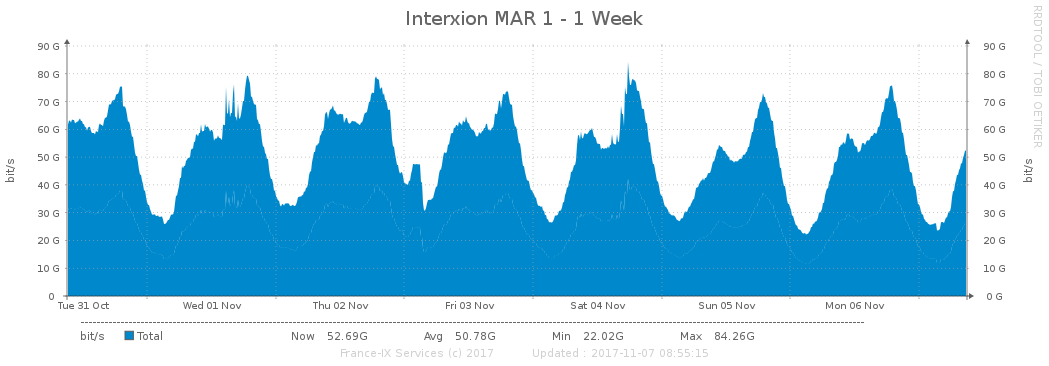 Interxion MAR 1 - 1 Week
RRDTOOL / TOBI OETIKER
90 G
80 G
70 G
60 G
50 G
40 G
30 G
20 G
10 G
0
bit/s
90 G
80 G
70 G
60 G
50 G
40 G
30 G
20 G
10 G
0 G
bit/s
Tue 31 Oct Wed 01 Nov Thu 02 Nov Fri 03 Nov Sat 04 Nov Sun 05 Nov Mon 06 Nov
bit/s Total Now 52.69G Avg 50.78G Min 22.02G Max 84.26G
France-IX Services (c) 2017 Updated : 2017-11-07 08:55:15